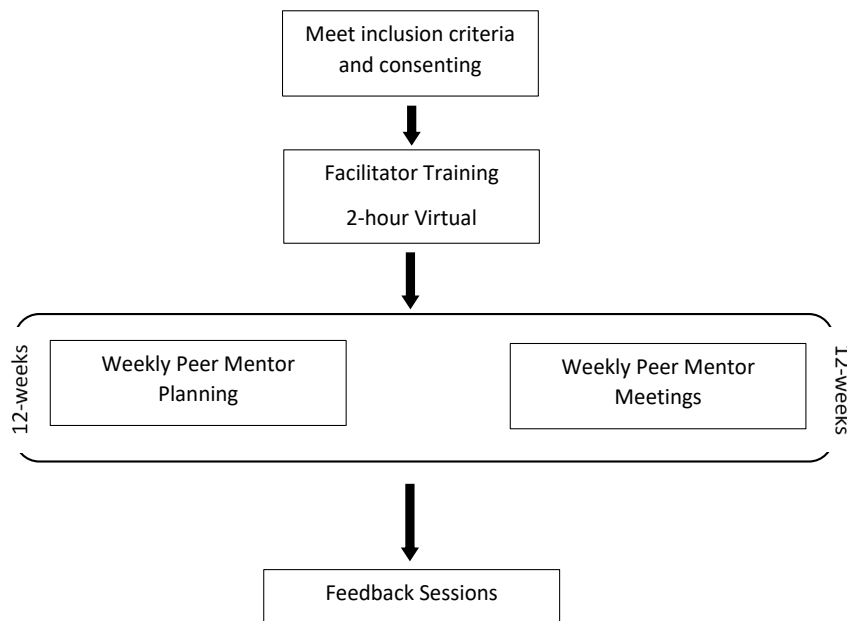 Meet inclusion criteria
and consenting
Facilitator Training
2-hour Virtual
12-weeks
Weekly Peer Mentor
Planning
Weekly Peer Mentor
Meetings
12-weeks
Feedback Sessions